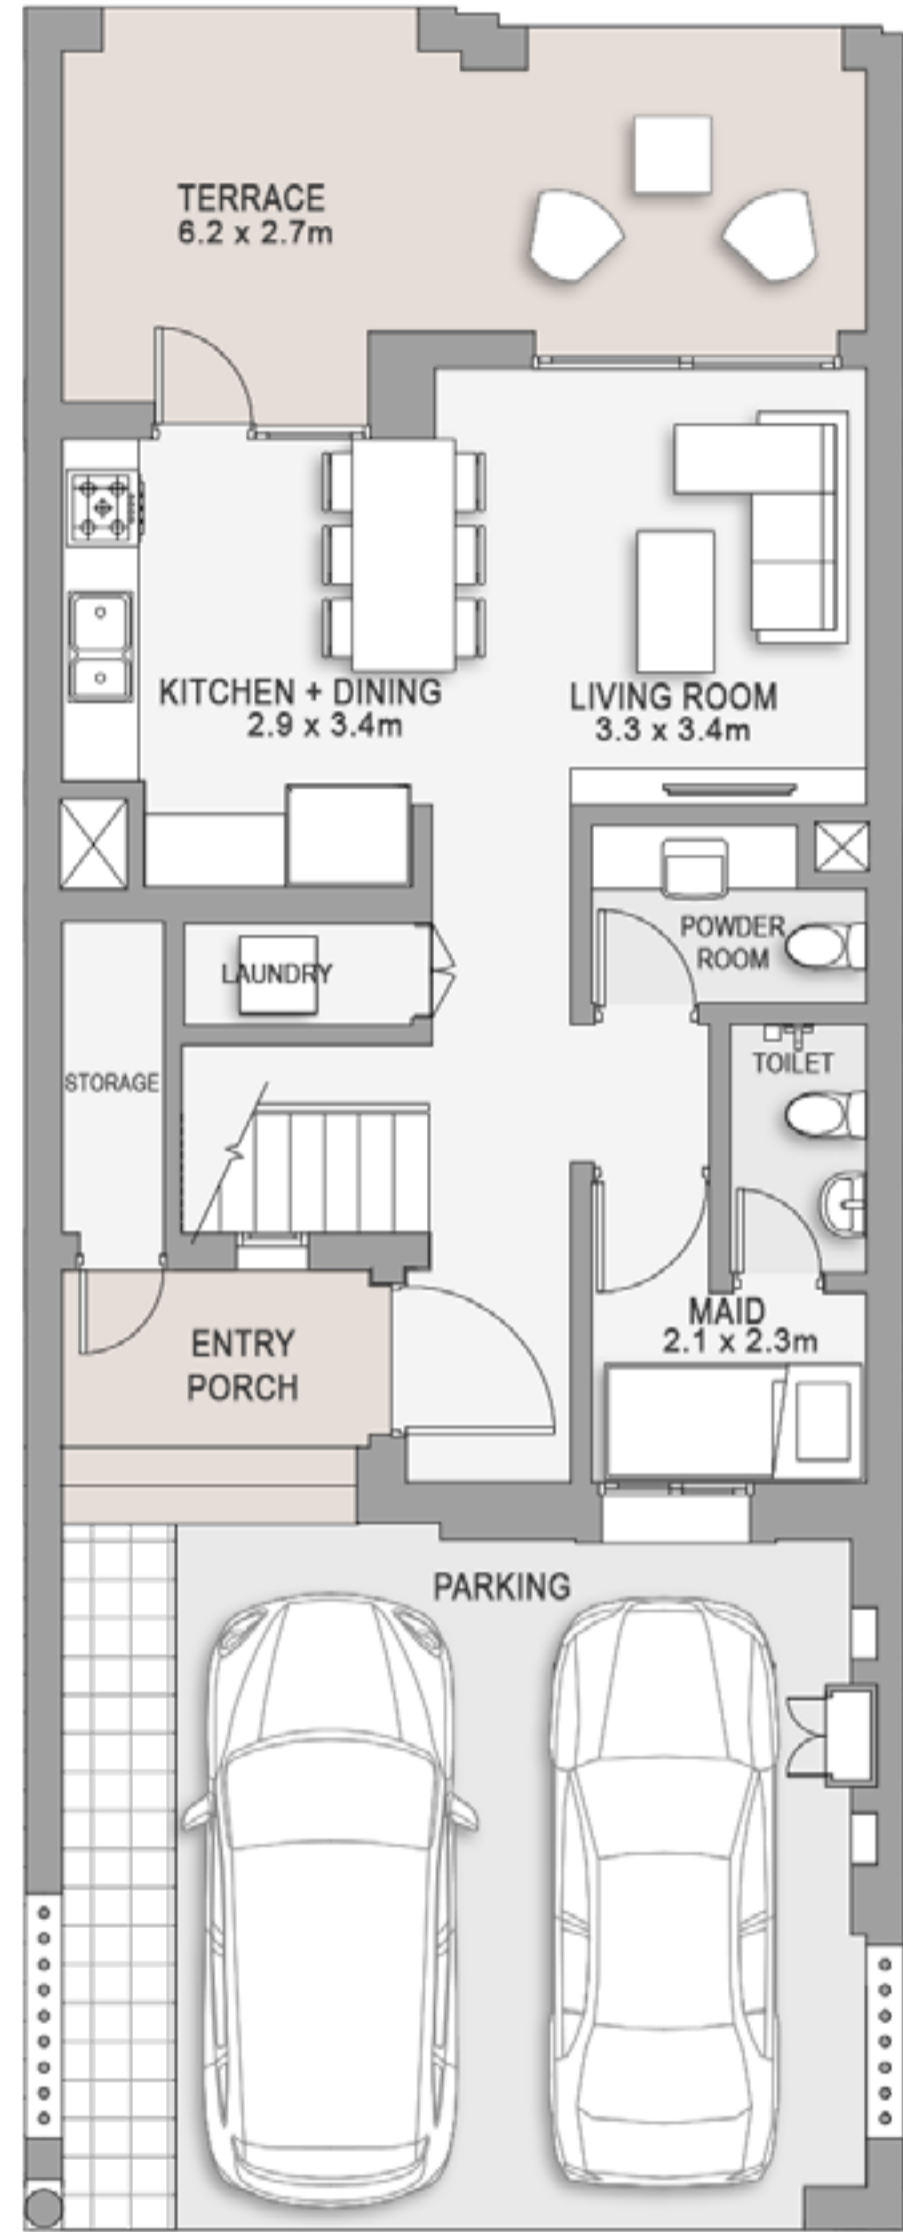 TERRACE
6.2 x 2.7m
KITCHEN + DINING
2.9 x 3.4m
LIVING ROOM
3.3 x 3.4m
POWDER
ROOM
LAUNDRY
TOILET
STORAGE
MAID
2.1 x 2.3m
ENTRY
PORCH
PARKING